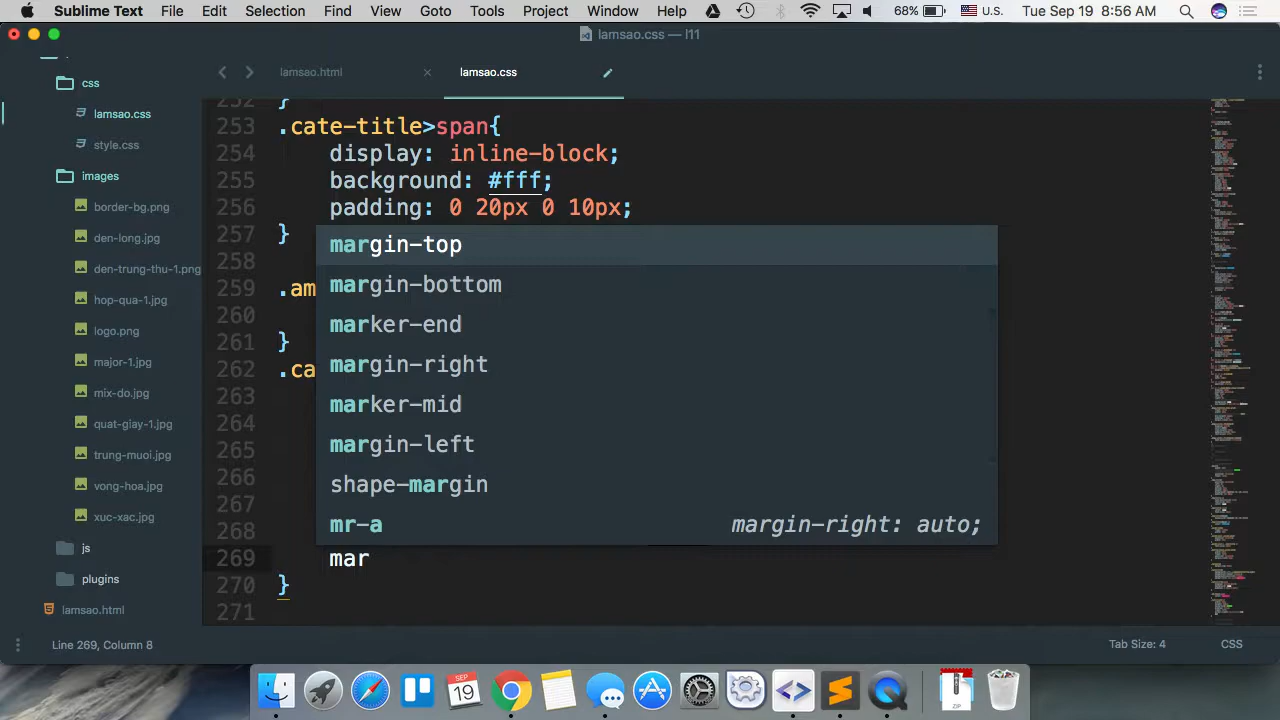 Sublime Text File Edit Selection Find View Goto Tools Project Window Help 68% U.S. Tue Sep 19 8:56 AM
lamsao.css — l11
lamsao.html lamsao.css
css
lamsao.css
style.css
images
border-bg.png
den-long.jpg
den-trung-thu-1.png
hop-qua-1.jpg
logo.png
major-1.jpg
mix-do.jpg
quat-giay-1.jpg
trung-muoi.jpg
vong-hoa.jpg
xuc-xac.jpg
js
plugins
lamsao.html
252 }
253 .cate-title>span{
254 display: inline-block;
255 background: #fff;
256 padding: 0 20px 0 10px;
257 }
258
259 .am
260
261 }
262 .ca
263
264
265
266
267
268
269 mar
270 }
271
margin-top
margin-bottom
marker-end
margin-right
marker-mid
margin-left
shape-margin
mr-a margin-right: auto;
Line 269, Column 8 Tab Size: 4 CSS
SEP
19
ZIP